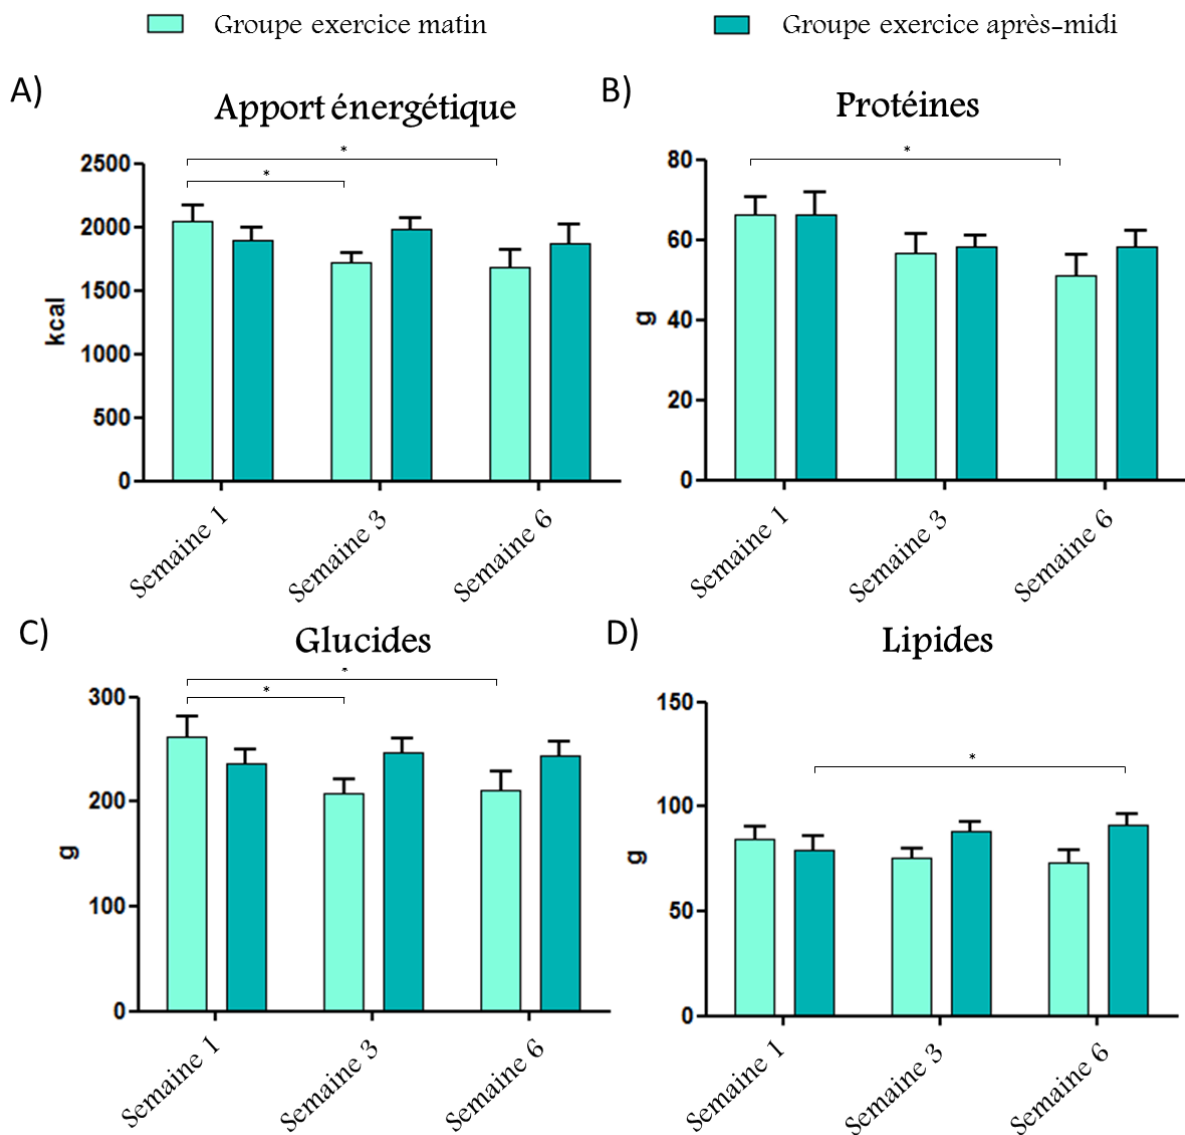 Groupe exercice matin
Groupe exercice après-midi
A)
Apport énergétique
*
*
2500
2000
1500
1000
500
0
kcal
Semaine 1
Semaine 3
Semaine 6
B)
Protéines
*
80
60
40
20
0
g
Semaine 1
Semaine 3
Semaine 6
C)
Glucides
*
*
300
200
100
0
g
Semaine 1
Semaine 3
Semaine 6
D)
Lipides
*
150
100
50
0
g
Semaine 1
Semaine 3
Semaine 6